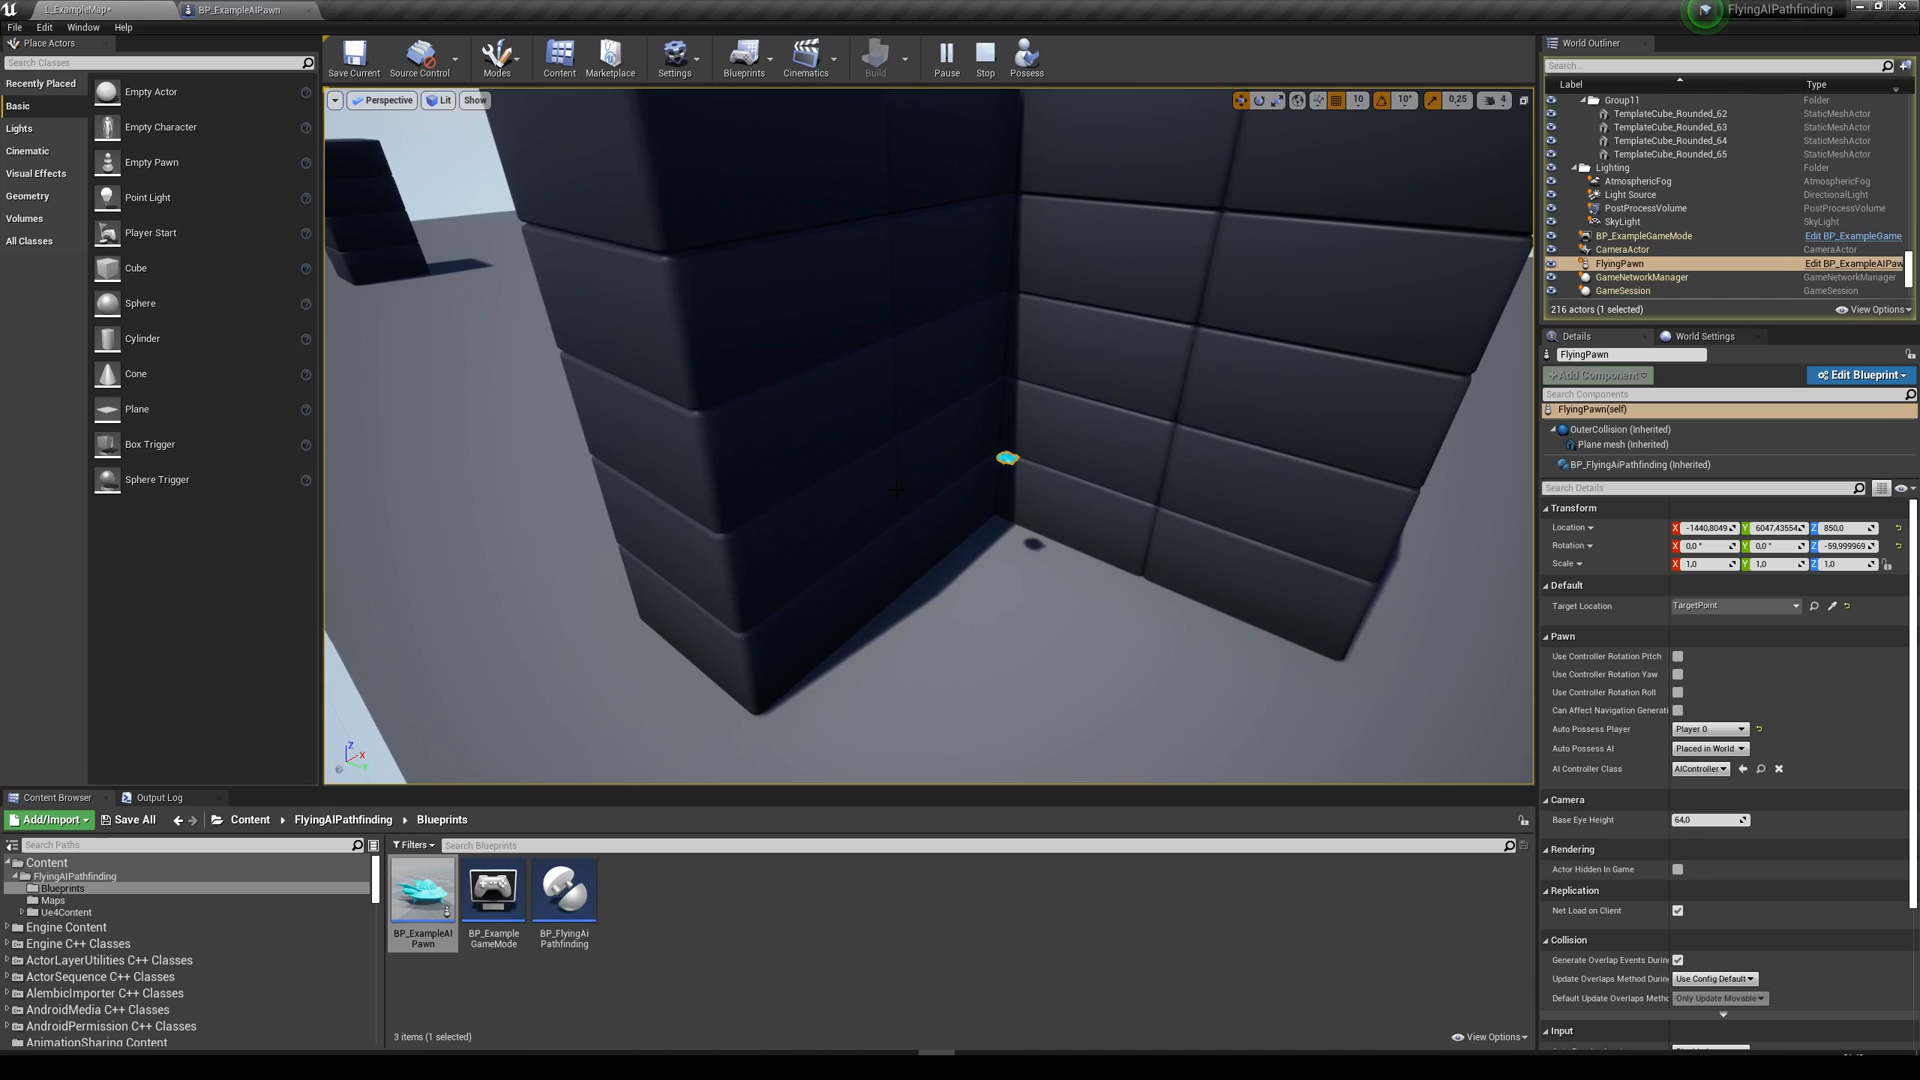 L_ExampleMap*
BP_ExampleAIPawn
FlyingAIPathfinding
File Edit Window Help
Place Actors
Search Classes
Recently Placed
Basic
Lights
Cinematic
Visual Effects
Geometry
Volumes
All Classes
Empty Actor
Empty Character
Empty Pawn
Point Light
Player Start
Cube
Sphere
Cylinder
Cone
Plane
Box Trigger
Sphere Trigger
Save Current
Source Control
Modes
Content
Marketplace
Settings
Blueprints
Cinematics
Build
Pause
Stop
Possess
Perspective
Lit
Show
10
10°
0,25
4
Z
X
World Outliner
Search...
Label Type
Group11 Folder
TemplateCube_Rounded_62 StaticMeshActor
TemplateCube_Rounded_63 StaticMeshActor
TemplateCube_Rounded_64 StaticMeshActor
TemplateCube_Rounded_65 StaticMeshActor
Lighting Folder
AtmosphericFog AtmosphericFog
Light Source DirectionalLight
PostProcessVolume PostProcessVolume
SkyLight SkyLight
BP_ExampleGameMode Edit BP_ExampleGame
CameraActor CameraActor
FlyingPawn Edit BP_ExampleAIPaw
GameNetworkManager GameNetworkManager
GameSession GameSession
216 actors (1 selected)
View Options
Details
World Settings
FlyingPawn
+Add Component
Edit Blueprint
Search Components
FlyingPawn(self)
OuterCollision (Inherited)
Plane mesh (Inherited)
BP_FlyingAiPathfinding (Inherited)
Search Details
Transform
Location X -1440,8049 Y 6047,43554 Z 850,0
Rotation X 0,0 ° Y 0,0 ° Z -59,999969
Scale X 1,0 Y 1,0 Z 1,0
Default
Target Location TargetPoint
Pawn
Use Controller Rotation Pitch
Use Controller Rotation Yaw
Use Controller Rotation Roll
Can Affect Navigation Generati
Auto Possess Player Player 0
Auto Possess AI Placed in World
AI Controller Class AIController
Camera
Base Eye Height 64,0
Rendering
Actor Hidden In Game
Replication
Net Load on Client
Collision
Generate Overlap Events Durin
Update Overlaps Method Durin Use Config Default
Default Update Overlaps Metho Only Update Movable
Input
Content Browser
Output Log
Add/Import
Save All
Content
FlyingAIPathfinding
Blueprints
Search Paths
Filters
Search Blueprints
Content
FlyingAIPathfinding
Blueprints
Maps
Ue4Content
Engine Content
Engine C++ Classes
ActorLayerUtilities C++ Classes
ActorSequence C++ Classes
AlembicImporter C++ Classes
AndroidMedia C++ Classes
AndroidPermission C++ Classes
AnimationSharing Content
BP_ExampleAI
Pawn
BP_Example
GameMode
BP_FlyingAi
Pathfinding
3 items (1 selected)
View Options